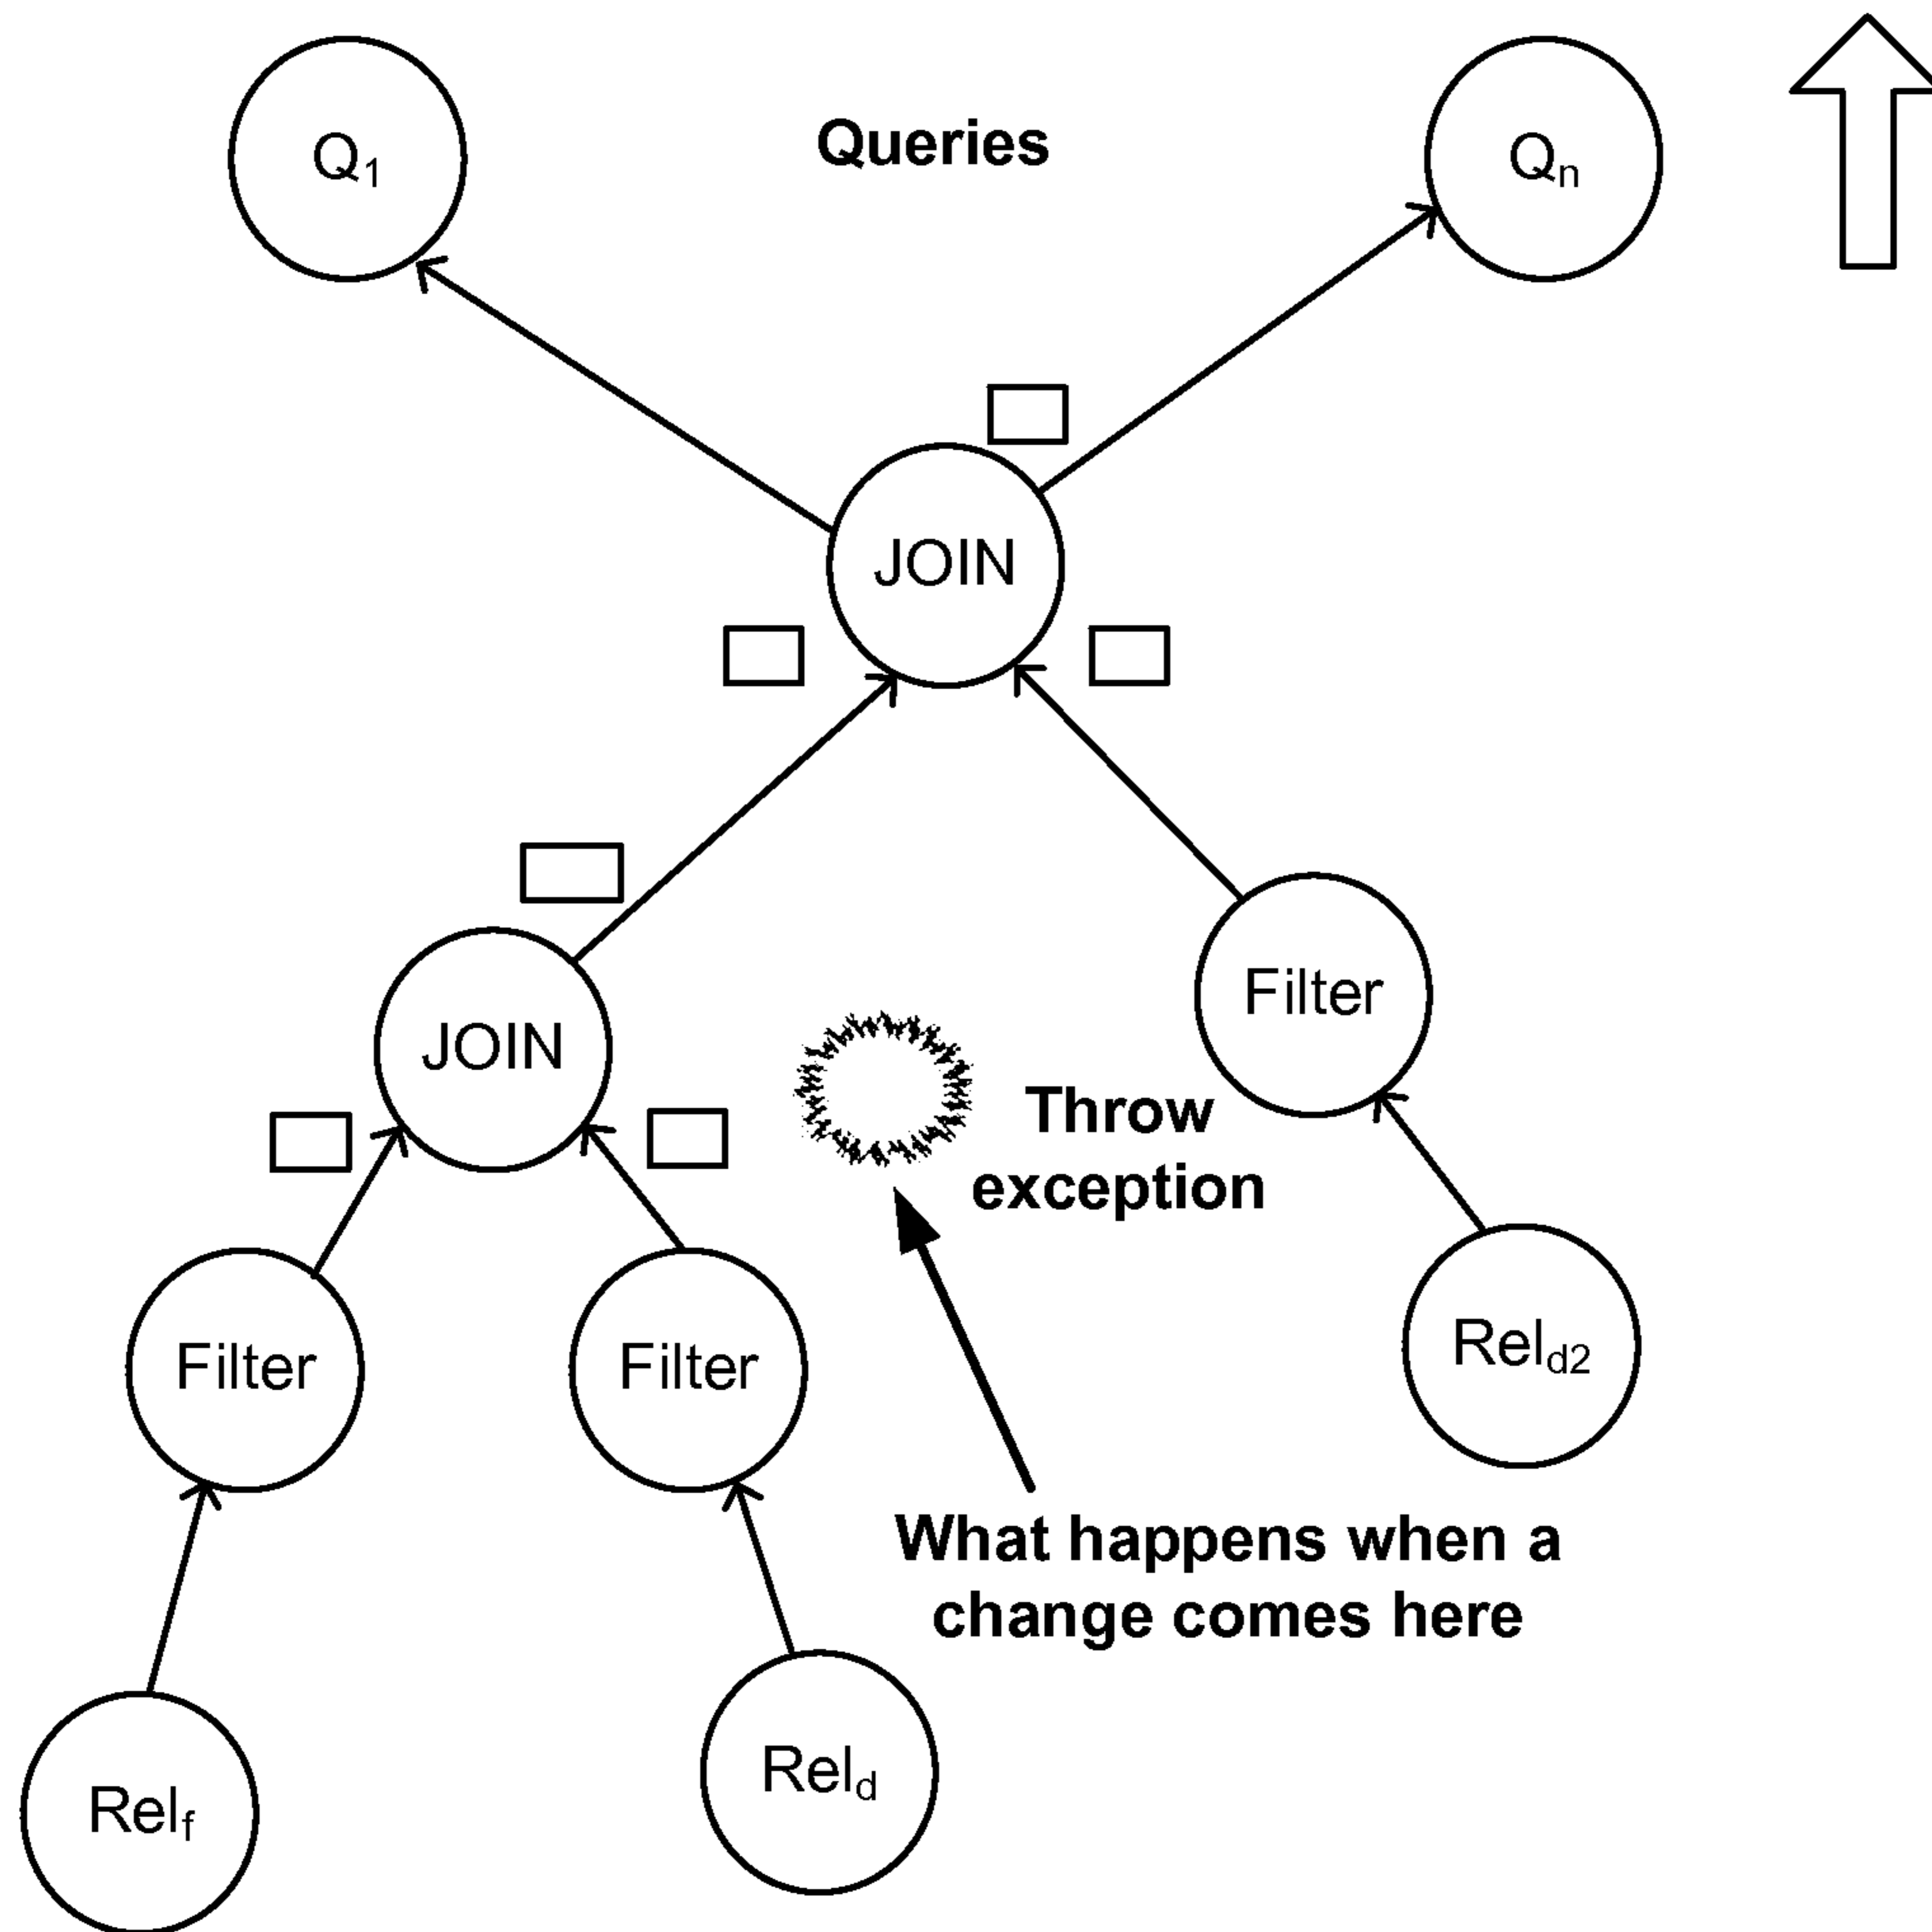 Q1
Queries
Qn
JOIN
Filter
JOIN
Throw
exception
Filter
Filter
Reld2
What happens when a
change comes here
Reld
Relf